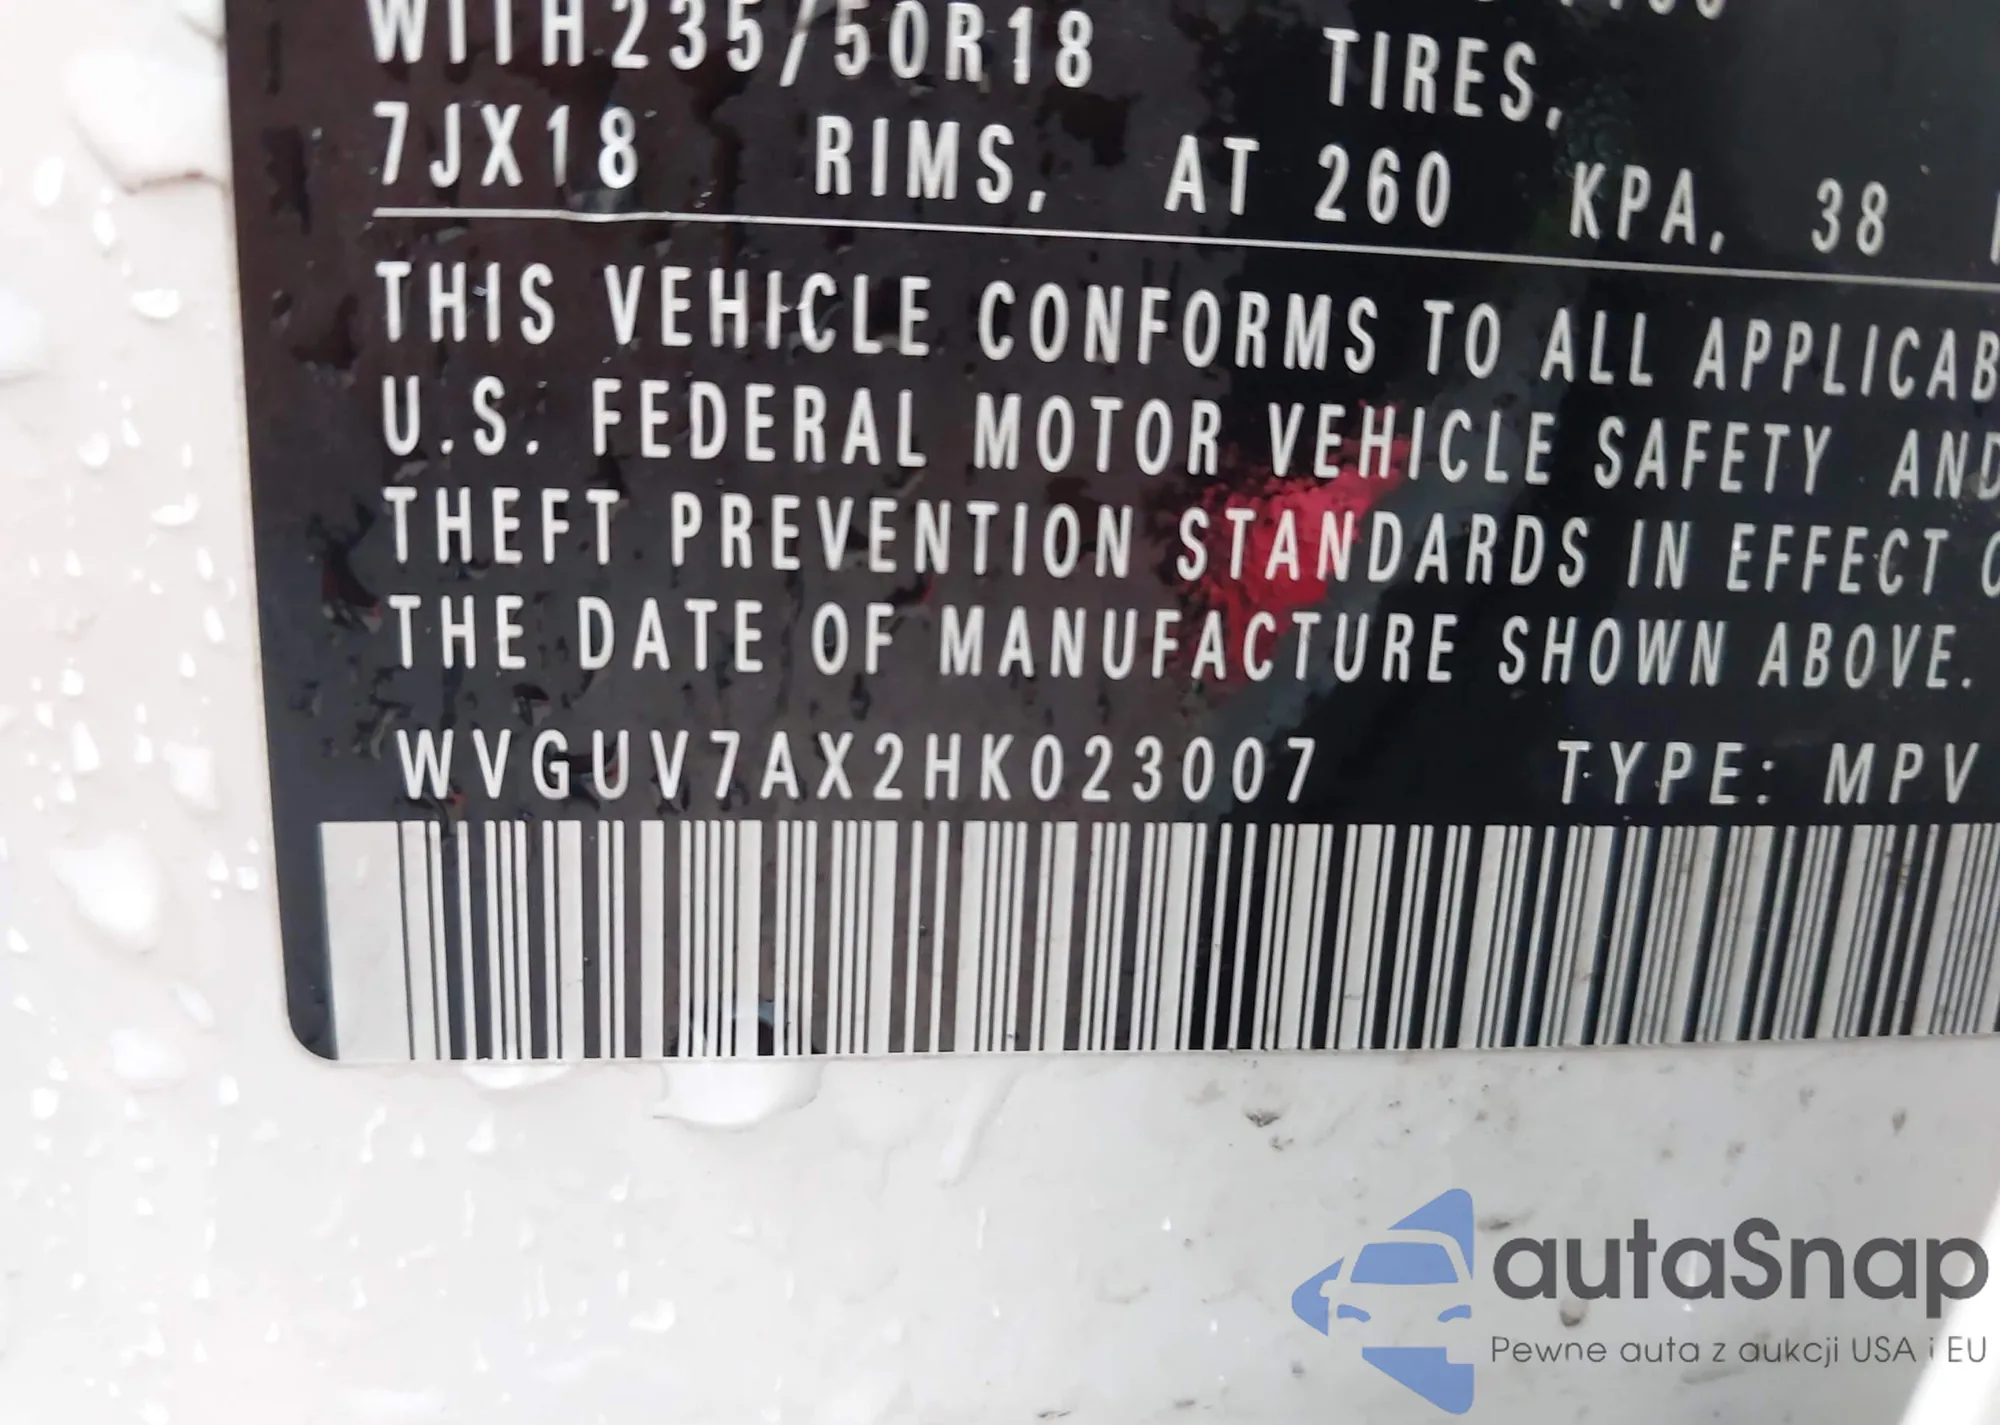 WITH235/50R18 TIRES,
7JX18 RIMS, AT 260 KPA, 38
THIS VEHICLE CONFORMS TO ALL APPLICAB
U.S. FEDERAL MOTOR VEHICLE SAFETY AND
THEFT PREVENTION STANDARDS IN EFFECT
THE DATE OF MANUFACTURE SHOWN ABOVE.
WVGUV7AX2HK023007 TYPE: MPV
autaSnap
Pewne auta z aukcji USA i EU